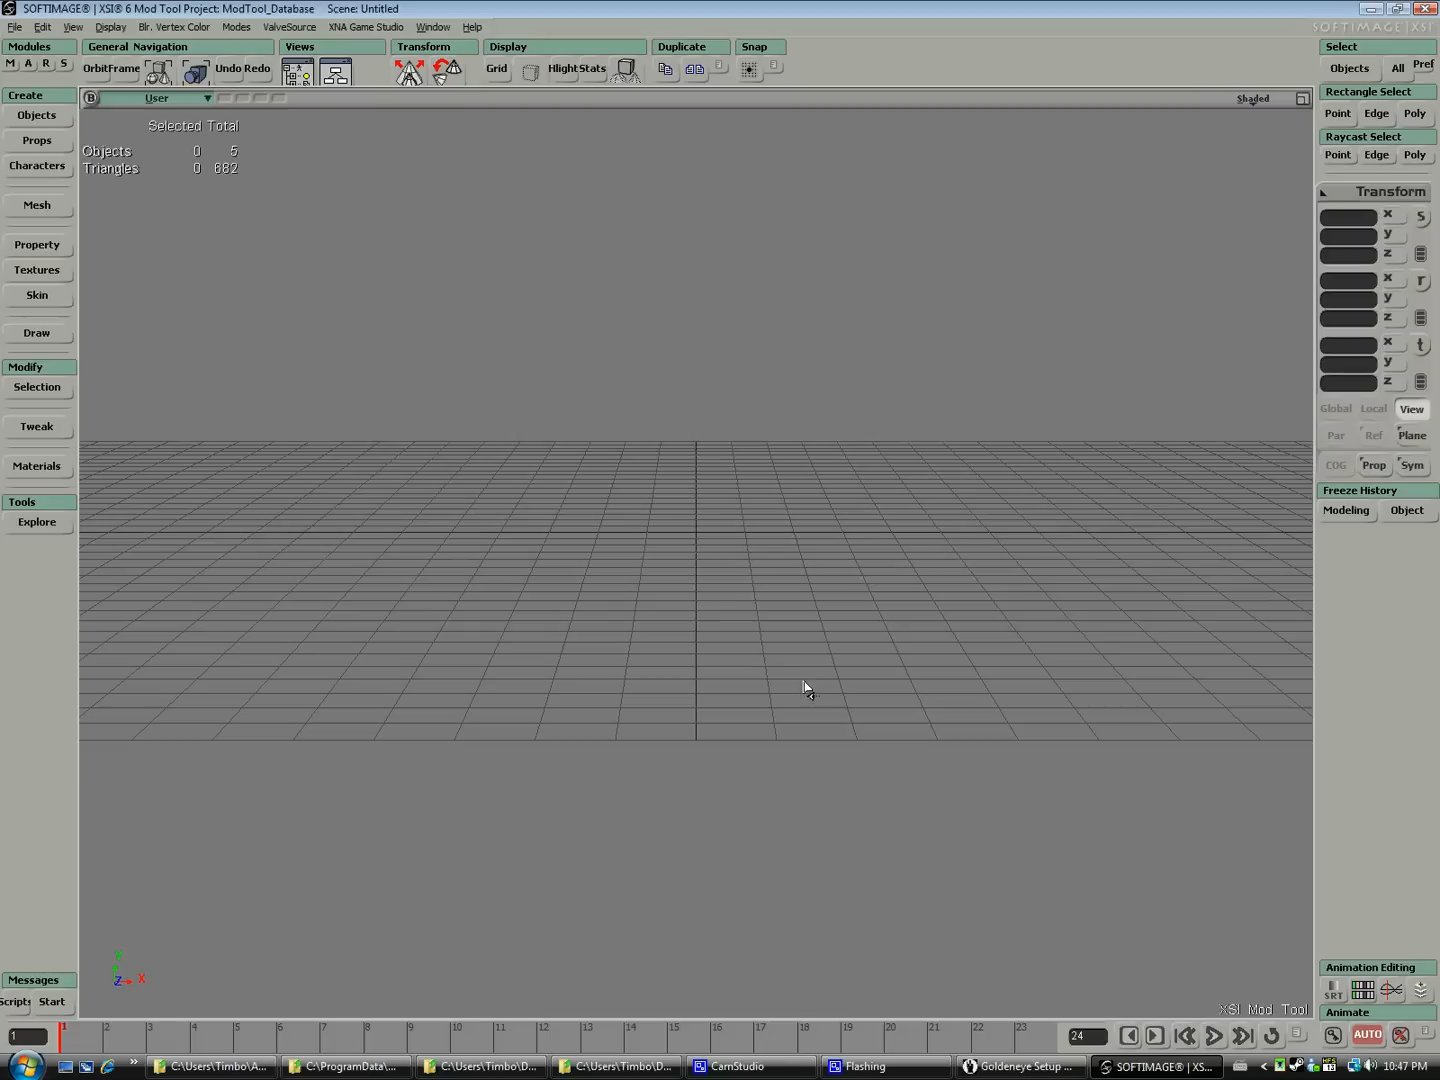 SOFTIMAGE® | XSI® 6 Mod Tool Project: ModTool_Database    Scene: Untitled
File Edit View Display Blr. Vertex Color Modes ValveSource XNA Game Studio Window Help
SOFTIMAGE|XSI
Modules General Navigation Views Transform Display Duplicate Snap Select
M A R S Orbit Frame Undo Redo Grid Hlight Stats Objects All Pref
Create
B User Shaded
Rectangle Select
Objects
Point Edge Poly
Selected Total
Props
Raycast Select
Objects 0 5
Point Edge Poly
Characters
Triangles 0 682
Transform
Mesh
x s
y
z
Property
Textures
x r
Skin
y
z
Draw
x t
y
z
Modify
Selection
Global Local View
Tweak
Par Ref Plane
Materials
COG Prop Sym
Freeze History
Tools
Modeling Object
Explore
Y
Z X
Animation Editing
Messages
SRT
Scripts Start
XSI Mod Tool
Animate
1 1 2 3 4 5 6 7 8 9 10 11 12 13 14 15 16 17 18 19 20 21 22 23 24 AUTO
C:\Users\Timbo\A... C:\ProgramData\... C:\Users\Timbo\D... C:\Users\Timbo\D... CamStudio Flashing Goldeneye Setup ... SOFTIMAGE® | XS... 10:47 PM